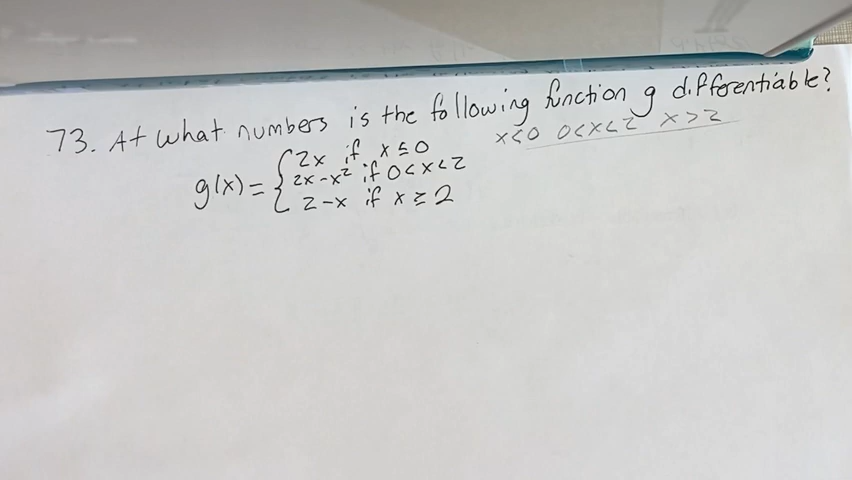 73. At what numbers is the following function g differentiable?
x<0 0<x<2 x>2
g(x) = { 2x if x ≤ 0
2x-x² if 0<x<2
2-x if x ≥ 2